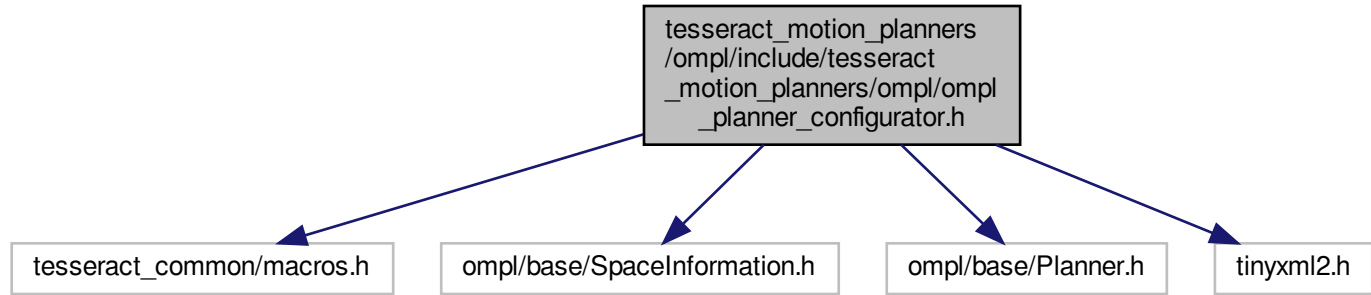 tesseract_motion_planners
/ompl/include/tesseract
_motion_planners/ompl/ompl
_planner_configurator.h
tesseract_common/macros.h
ompl/base/SpaceInformation.h
ompl/base/Planner.h
tinyxml2.h